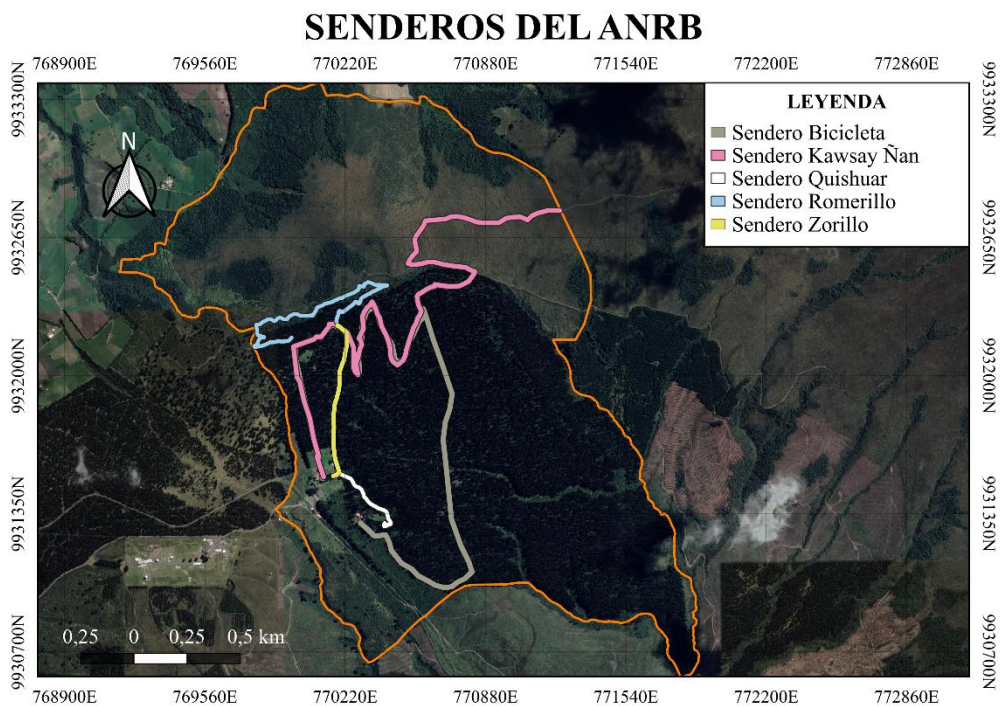 SENDEROS DEL ANRB
768900E 769560E 770220E 770880E 771540E 772200E 772860E
9933300N 9933300N
LEYENDA
Sendero Bicicleta
Sendero Kawsay Ñan
Sendero Quishuar
Sendero Romerillo
Sendero Zorillo
N
9932650N 9932650N
9932000N 9932000N
9931350N 9931350N
0,25 0 0,25 0,5 km
9930700N 9930700N
768900E 769560E 770220E 770880E 771540E 772200E 772860E